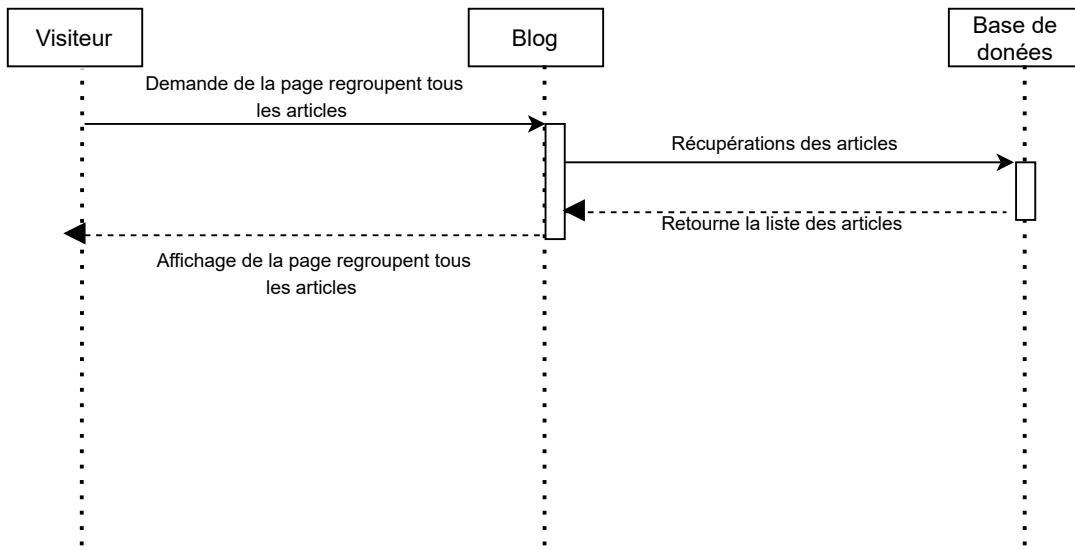 Visiteur
Blog
Base de
donées
Demande de la page regroupent tous
les articles
Récupérations des articles
Retourne la liste des articles
Affichage de la page regroupent tous
les articles